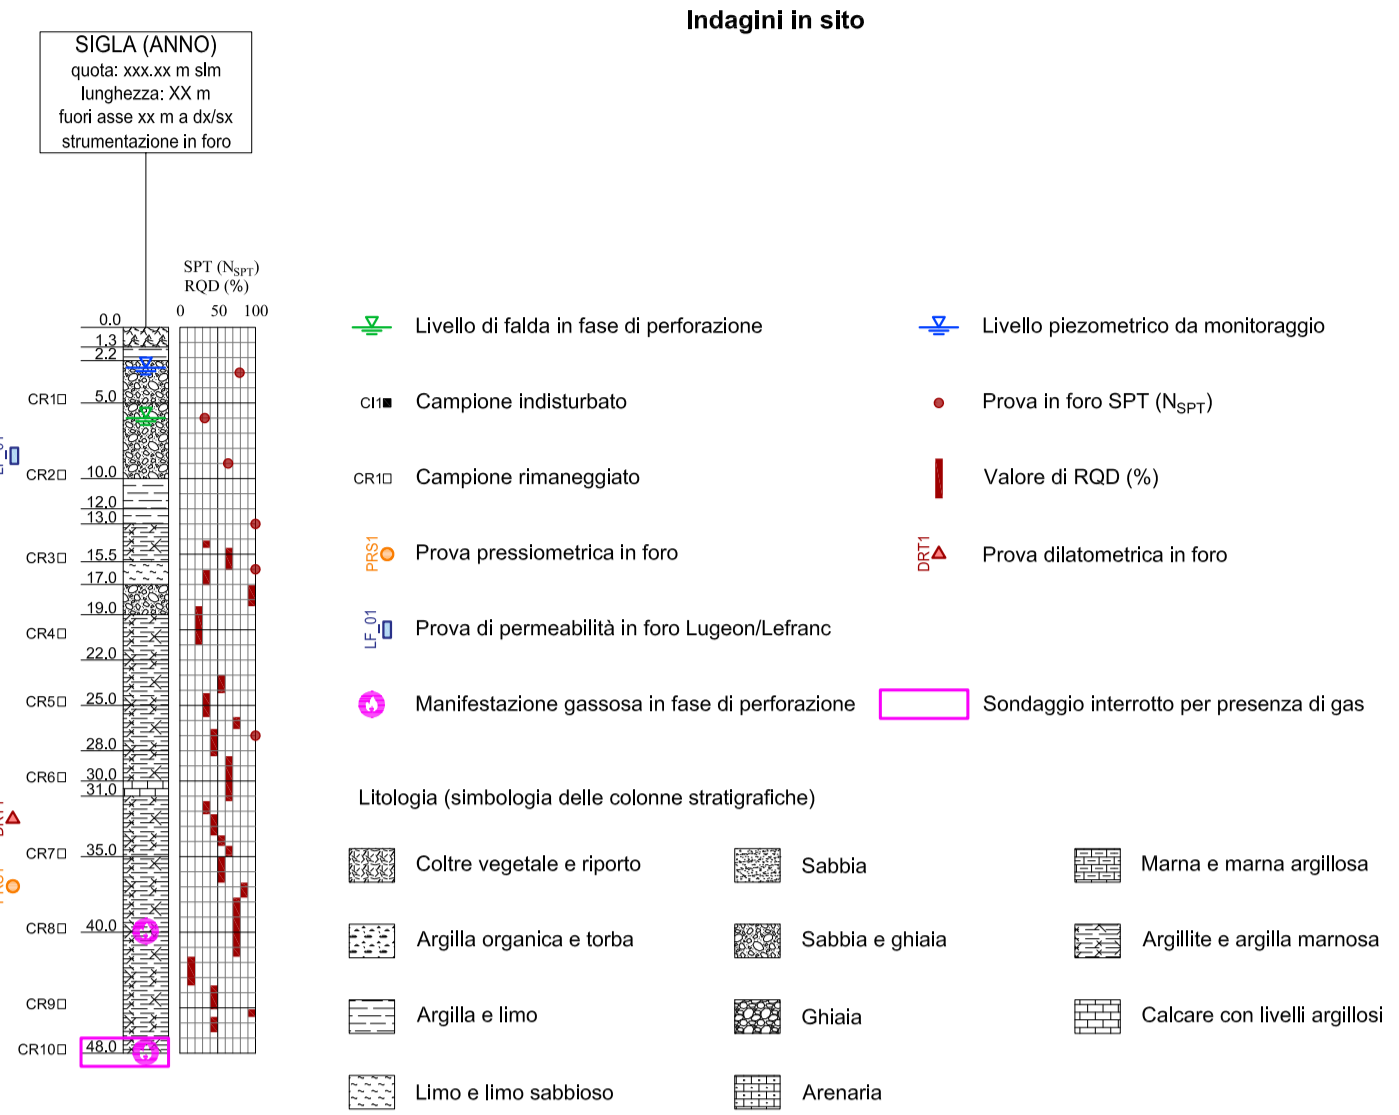 Indagini in sito
SIGLA (ANNO)
quota: xxx.xx m slm
lunghezza: XX m
fuori asse xx m a dx/sx
strumentazione in foro
SPT (NSPT)
RQD (%)
0 50 100
0.0
1.3
2.2
CR1 5.0
CR2 10.0
12.0
13.0
CR3 15.5
17.0
19.0
CR4
22.0
CR5 25.0
28.0
CR6 30.0
31.0
CR7 35.0
CR8 40.0
CR9
CR10 48.0
Livello di falda in fase di perforazione
Livello piezometrico da monitoraggio
CI1 Campione indisturbato
Prova in foro SPT (NSPT)
CR1 Campione rimaneggiato
Valore di RQD (%)
PRS1 Prova pressiometrica in foro
DRT1 Prova dilatometrica in foro
LF_01 Prova di permeabilità in foro Lugeon/Lefranc
Manifestazione gassosa in fase di perforazione
Sondaggio interrotto per presenza di gas
Litologia (simbologia delle colonne stratigrafiche)
Coltre vegetale e riporto
Sabbia
Marna e marna argillosa
Argilla organica e torba
Sabbia e ghiaia
Argillite e argilla marnosa
Argilla e limo
Ghiaia
Calcare con livelli argillosi
Limo e limo sabbioso
Arenaria